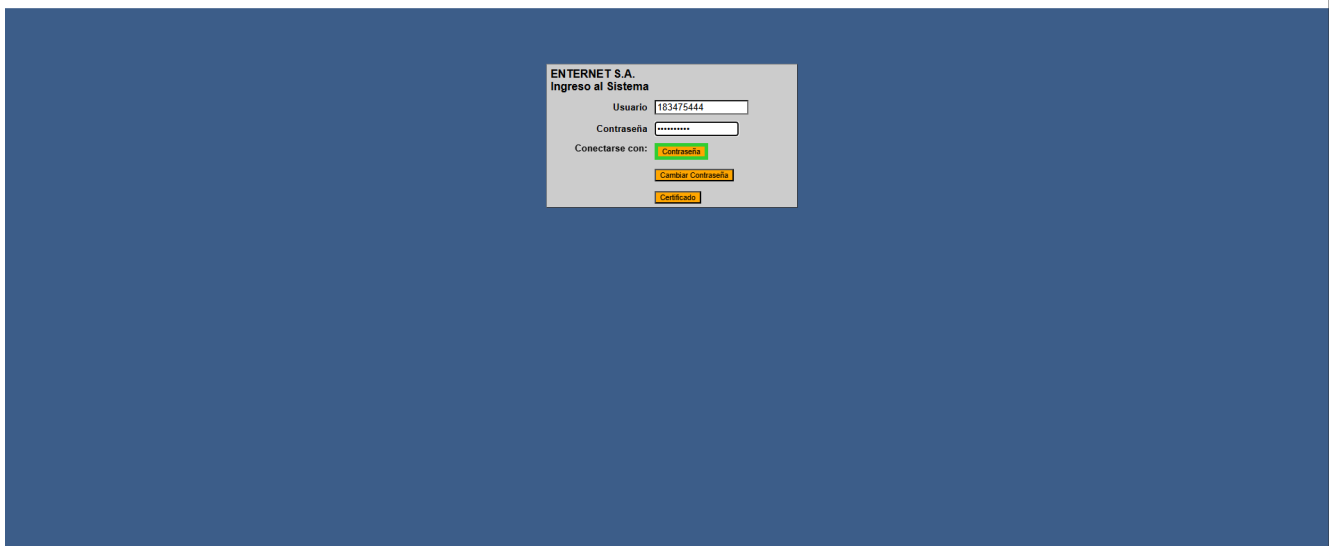 ENTERNET S.A.
Ingreso al Sistema
Usuario 183475444
Contraseña ••••••••••
Conectarse con: Contraseña
Cambiar Contraseña
Certificado